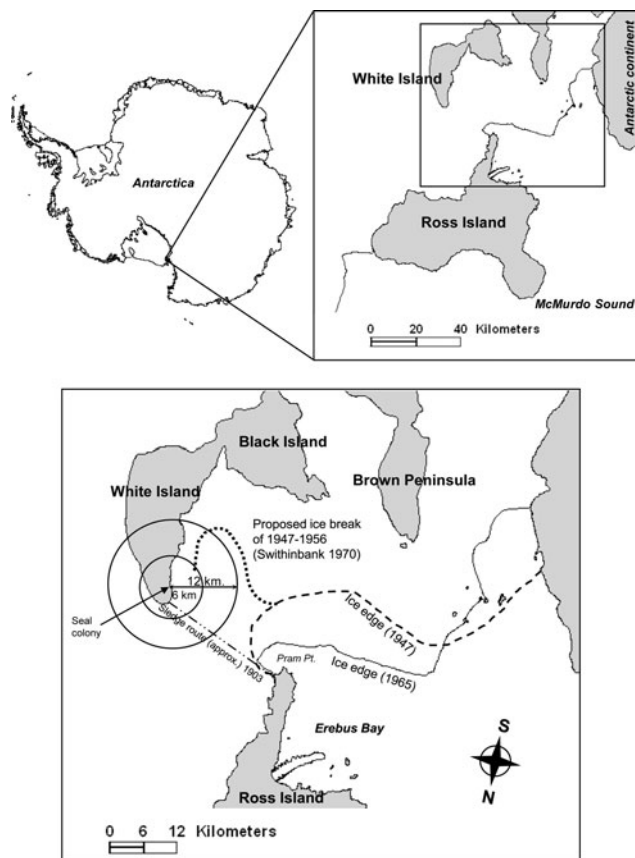 Antarctica
White Island
Antarctic continent
Ross Island
McMurdo Sound
0 20 40 Kilometers
Black Island
White Island
Brown Peninsula
Proposed ice break
of 1947-1956
(Swithinbank 1970)
12 km.
6 km
Seal
colony
Sledge route (approx.) 1903
Ice edge (1947)
Pram Pt.
Ice edge (1965)
Erebus Bay
S
N
Ross Island
0 6 12 Kilometers